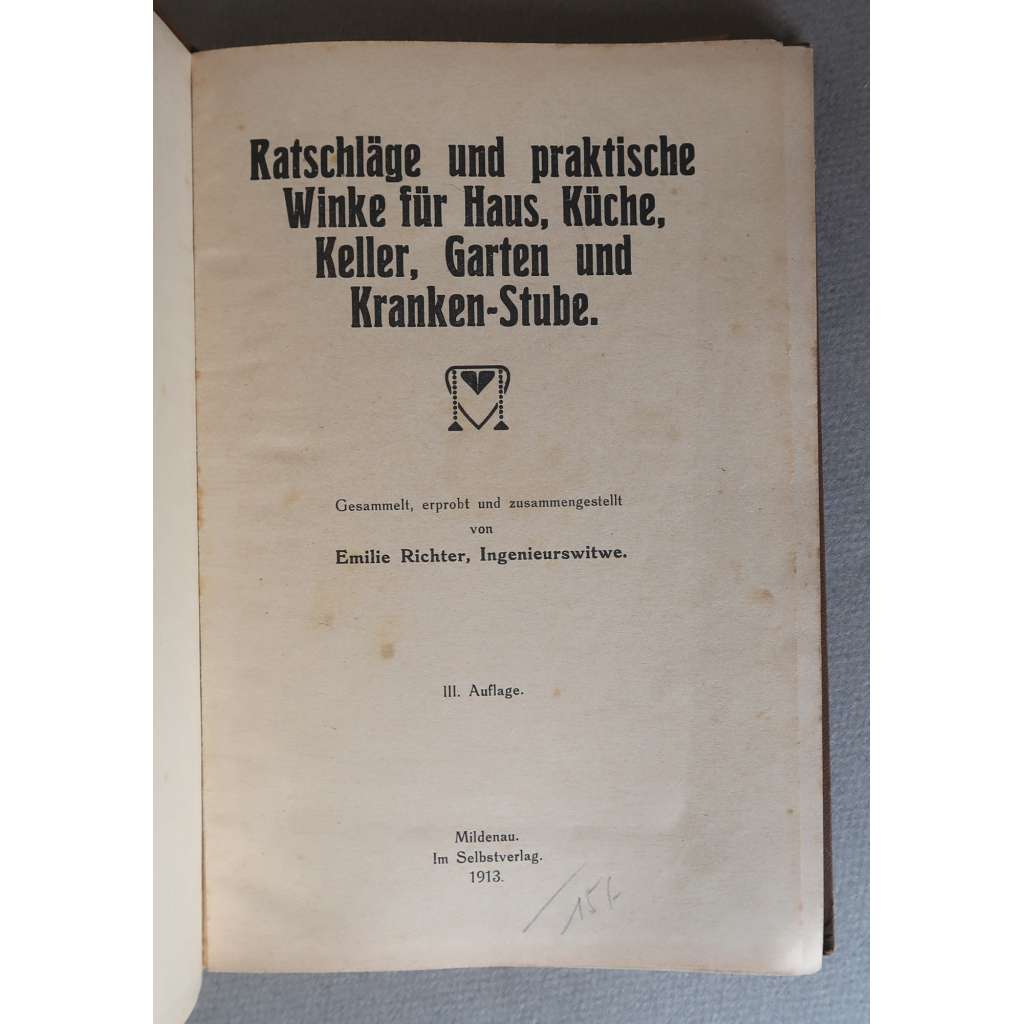 Ratschläge und praktische
Winke für Haus, Küche,
Keller, Garten und
Kranken-Stube.
Gesammelt, erprobt und zusammengestellt
von
Emilie Richter, Ingenieurswitwe.
III. Auflage.
Mildenau.
Im Selbstverlag.
1913.